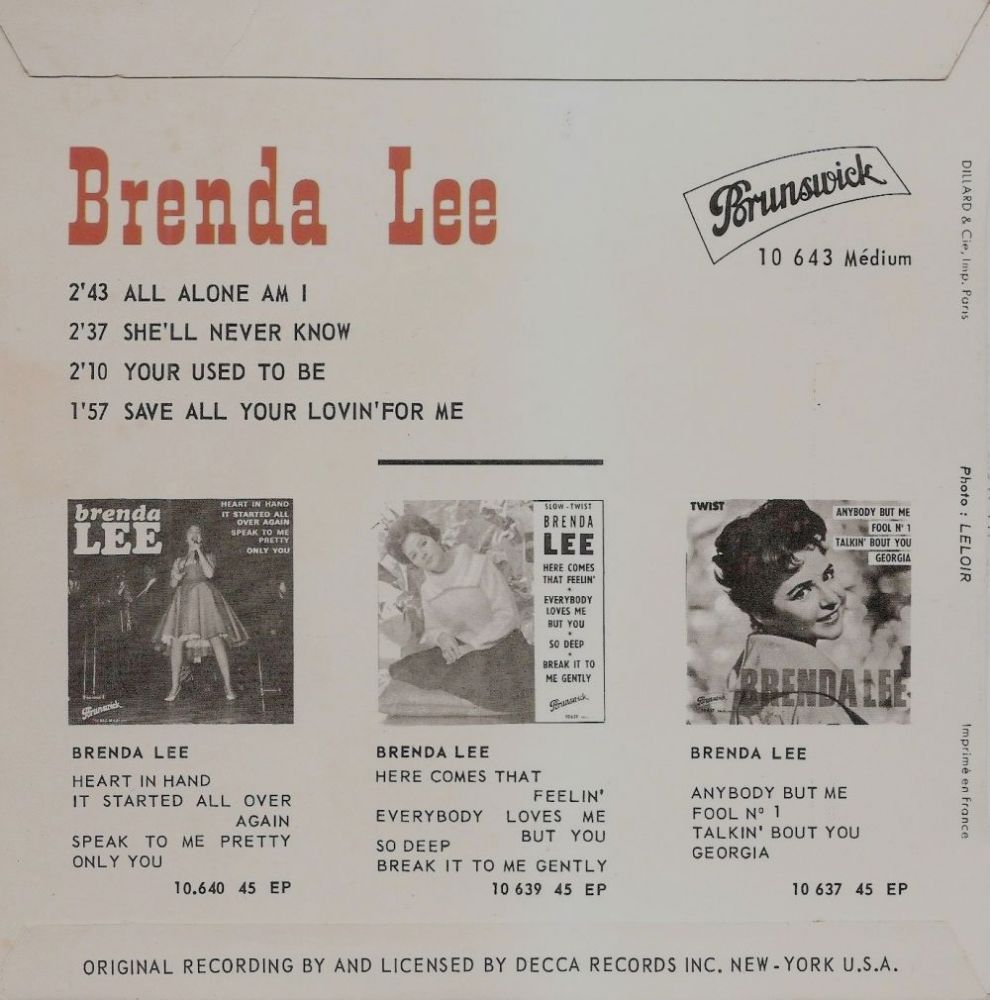 Brenda Lee
Brunswick
10 643 Médium
2'43 ALL ALONE AM I
2'37 SHE'LL NEVER KNOW
2'10 YOUR USED TO BE
1'57 SAVE ALL YOUR LOVIN'FOR ME
brenda
LEE
HEART IN HAND
IT STARTED ALL
OVER AGAIN
SPEAK TO ME
PRETTY
ONLY YOU
Brunswick
SLOW-TWIST
BRENDA
LEE
HERE COMES
THAT FEELIN'
EVERYBODY
LOVES ME
BUT YOU
SO DEEP
BREAK IT TO
ME GENTLY
Brunswick
TWIST
ANYBODY BUT ME
FOOL Nº 1
TALKIN' BOUT YOU
GEORGIA
Brunswick
BRENDA LEE
BRENDA LEE
HEART IN HAND
IT STARTED ALL OVER
AGAIN
SPEAK TO ME PRETTY
ONLY YOU
10.640 45 EP
BRENDA LEE
HERE COMES THAT
FEELIN'
EVERYBODY LOVES ME
BUT YOU
SO DEEP
BREAK IT TO ME GENTLY
10 639 45 EP
BRENDA LEE
ANYBODY BUT ME
FOOL Nº 1
TALKIN' BOUT YOU
GEORGIA
10 637 45 EP
DILLARD & Cie, Imp. Paris
Photo : LELOIR
Imprimé en France
ORIGINAL RECORDING BY AND LICENSED BY DECCA RECORDS INC. NEW-YORK U.S.A.